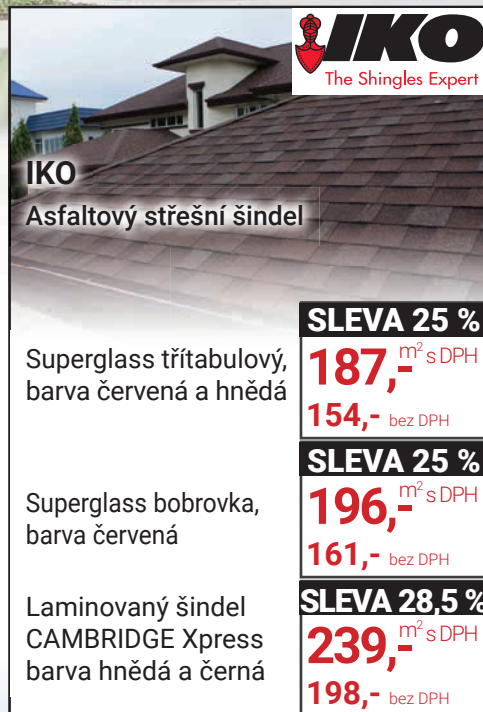 IKO
The Shingles Expert
IKO
Asfaltový střešní šindel
SLEVA 25 %
Superglass třítabulový,
barva červená a hnědá
187,- m² s DPH
154,- bez DPH
SLEVA 25 %
Superglass bobrovka,
barva červená
196,- m² s DPH
161,- bez DPH
SLEVA 28,5 %
Laminovaný šindel
CAMBRIDGE Xpress
barva hnědá a černá
239,- m² s DPH
198,- bez DPH